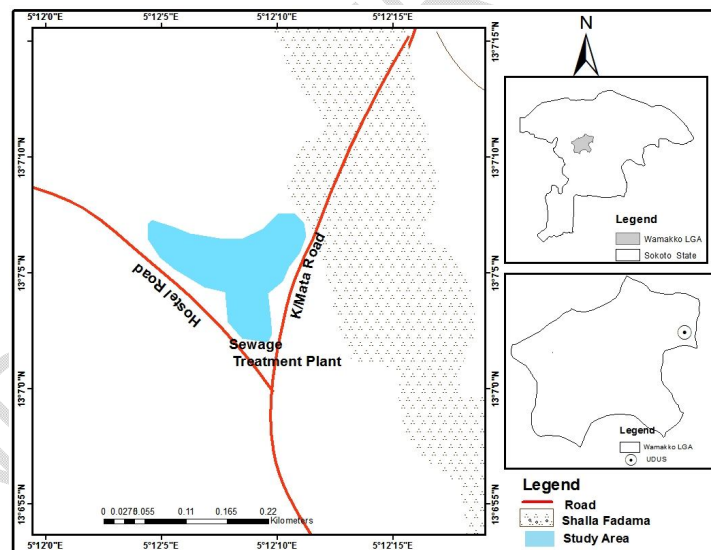 5°12'0"E
5°12'5"E
5°12'10"E
5°12'15"E
N
13°7'15"N
13°7'15"N
13°7'10"N
13°7'10"N
13°7'5"N
13°7'5"N
13°7'0"N
13°7'0"N
13°6'55"N
13°6'55"N
Hostel Road
K/Mata Road
Sewage
Treatment Plant
0 0.0275 0.055 0.11 0.165 0.22
Kilometers
5°12'0"E
5°12'5"E
5°12'10"E
5°12'15"E
Legend
Wamakko LGA
Sokoto State
Legend
Wamakko LGA
UDUS
Legend
Road
Shalla Fadama
Study Area